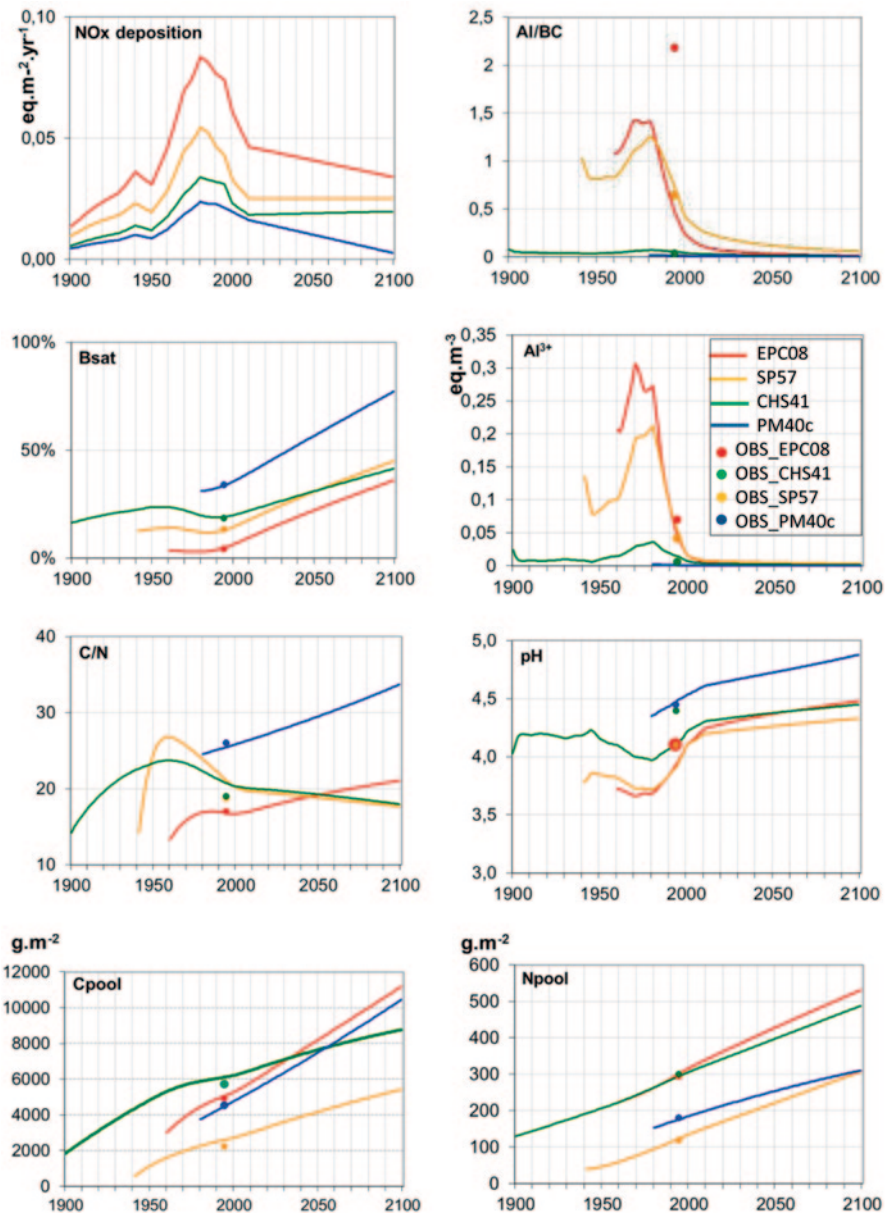 NOx deposition
eq.m-2.yr-1
0,10
0,05
0,00
1900 1950 2000 2050 2100
Al/BC
2,5
2
1,5
1
0,5
0
1900 1950 2000 2050 2100
Bsat
100%
50%
0%
1900 1950 2000 2050 2100
Al3+
eq.m-3
0,35
0,3
0,25
0,2
0,15
0,1
0,05
0
1900 1950 2000 2050 2100
EPC08
SP57
CHS41
PM40c
OBS_EPC08
OBS_CHS41
OBS_SP57
OBS_PM40c
C/N
40
30
20
10
1900 1950 2000 2050 2100
pH
5,0
4,5
4,0
3,5
3,0
1900 1950 2000 2050 2100
g.m-2
Cpool
12000
10000
8000
6000
4000
2000
0
1900 1950 2000 2050 2100
g.m-2
Npool
600
500
400
300
200
100
0
1900 1950 2000 2050 2100